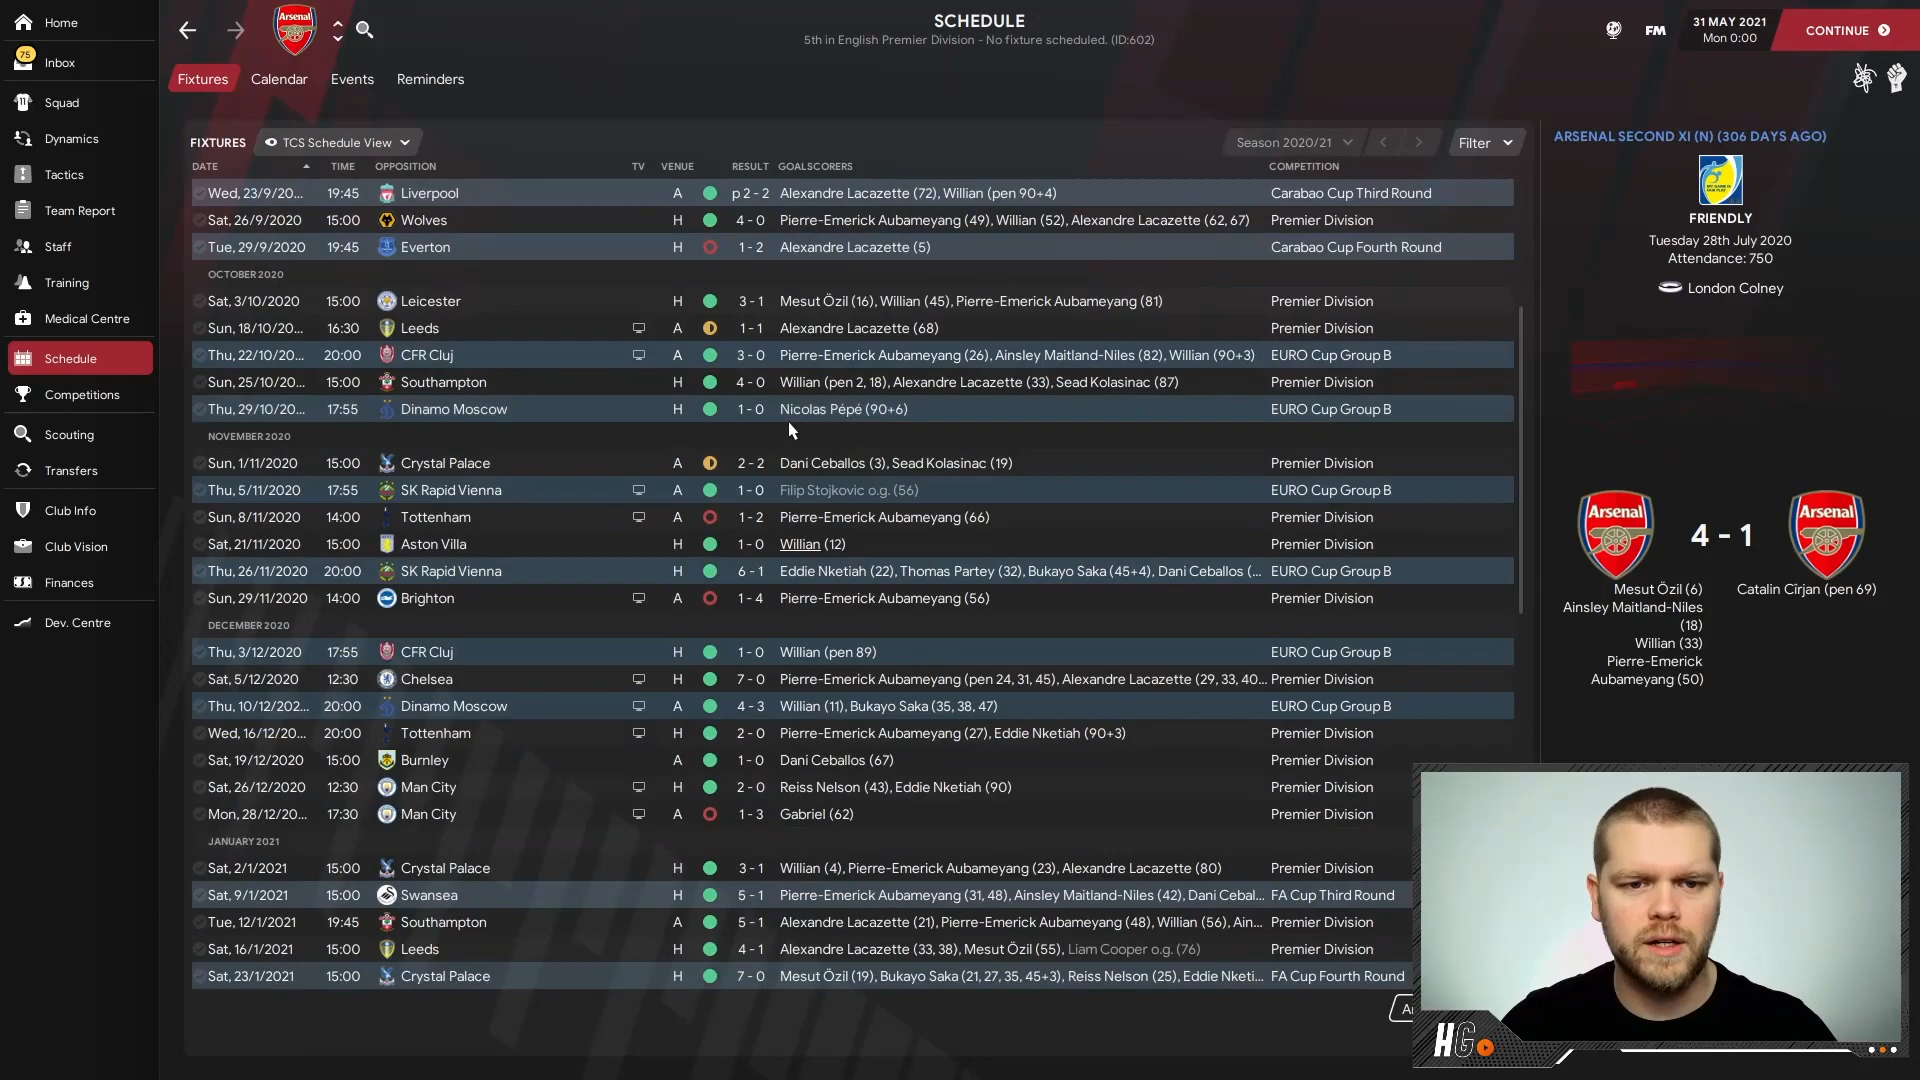 Home
75
Inbox
Squad
Dynamics
Tactics
Team Report
Staff
Training
Medical Centre
Schedule
Competitions
Scouting
Transfers
Club Info
Club Vision
Finances
Dev. Centre
Arsenal
SCHEDULE
5th in English Premier Division - No fixture scheduled. (ID:602)
FM
31 MAY 2021
Mon 0:00
CONTINUE
Fixtures Calendar Events Reminders
FIXTURES TCS Schedule View Season 2020/21 Filter
DATE TIME OPPOSITION TV VENUE RESULT GOALSCORERS COMPETITION
Wed, 23/9/20... 19:45 Liverpool A p 2 - 2 Alexandre Lacazette (72), Willian (pen 90+4) Carabao Cup Third Round
Sat, 26/9/2020 15:00 Wolves H 4 - 0 Pierre-Emerick Aubameyang (49), Willian (52), Alexandre Lacazette (62, 67) Premier Division
Tue, 29/9/2020 19:45 Everton H 1 - 2 Alexandre Lacazette (5) Carabao Cup Fourth Round
OCTOBER 2020
Sat, 3/10/2020 15:00 Leicester H 3 - 1 Mesut Özil (16), Willian (45), Pierre-Emerick Aubameyang (81) Premier Division
Sun, 18/10/20... 16:30 Leeds A 1 - 1 Alexandre Lacazette (68) Premier Division
Thu, 22/10/20... 20:00 CFR Cluj A 3 - 0 Pierre-Emerick Aubameyang (26), Ainsley Maitland-Niles (82), Willian (90+3) EURO Cup Group B
Sun, 25/10/20... 15:00 Southampton H 4 - 0 Willian (pen 2, 18), Alexandre Lacazette (33), Sead Kolasinac (87) Premier Division
Thu, 29/10/20... 17:55 Dinamo Moscow H 1 - 0 Nicolas Pépé (90+6) EURO Cup Group B
NOVEMBER 2020
Sun, 1/11/2020 15:00 Crystal Palace A 2 - 2 Dani Ceballos (3), Sead Kolasinac (19) Premier Division
Thu, 5/11/2020 17:55 SK Rapid Vienna A 1 - 0 Filip Stojkovic o.g. (56) EURO Cup Group B
Sun, 8/11/2020 14:00 Tottenham A 1 - 2 Pierre-Emerick Aubameyang (66) Premier Division
Sat, 21/11/2020 15:00 Aston Villa H 1 - 0 Willian (12) Premier Division
Thu, 26/11/2020 20:00 SK Rapid Vienna H 6 - 1 Eddie Nketiah (22), Thomas Partey (32), Bukayo Saka (45+4), Dani Ceballos (... EURO Cup Group B
Sun, 29/11/2020 14:00 Brighton A 1 - 4 Pierre-Emerick Aubameyang (56) Premier Division
DECEMBER 2020
Thu, 3/12/2020 17:55 CFR Cluj H 1 - 0 Willian (pen 89) EURO Cup Group B
Sat, 5/12/2020 12:30 Chelsea H 7 - 0 Pierre-Emerick Aubameyang (pen 24, 31, 45), Alexandre Lacazette (29, 33, 40... Premier Division
Thu, 10/12/202... 20:00 Dinamo Moscow A 4 - 3 Willian (11), Bukayo Saka (35, 38, 47) EURO Cup Group B
Wed, 16/12/20... 20:00 Tottenham H 2 - 0 Pierre-Emerick Aubameyang (27), Eddie Nketiah (90+3) Premier Division
Sat, 19/12/2020 15:00 Burnley A 1 - 0 Dani Ceballos (67) Premier Division
Sat, 26/12/2020 12:30 Man City H 2 - 0 Reiss Nelson (43), Eddie Nketiah (90) Premier Division
Mon, 28/12/20... 17:30 Man City A 1 - 3 Gabriel (62) Premier Division
JANUARY 2021
Sat, 2/1/2021 15:00 Crystal Palace H 3 - 1 Willian (4), Pierre-Emerick Aubameyang (23), Alexandre Lacazette (80) Premier Division
Sat, 9/1/2021 15:00 Swansea H 5 - 1 Pierre-Emerick Aubameyang (31, 48), Ainsley Maitland-Niles (42), Dani Cebal... FA Cup Third Round
Tue, 12/1/2021 19:45 Southampton A 5 - 1 Alexandre Lacazette (21), Pierre-Emerick Aubameyang (48), Willian (56), Ain... Premier Division
Sat, 16/1/2021 15:00 Leeds H 4 - 1 Alexandre Lacazette (33, 38), Mesut Özil (55), Liam Cooper o.g. (76) Premier Division
Sat, 23/1/2021 15:00 Crystal Palace H 7 - 0 Mesut Özil (19), Bukayo Saka (21, 27, 35, 45+3), Reiss Nelson (25), Eddie Nketi... FA Cup Fourth Round
ARSENAL SECOND XI (N) (306 DAYS AGO)
FRIENDLY
Tuesday 28th July 2020
Attendance: 750
London Colney
Arsenal 4 - 1 Arsenal
Mesut Özil (6)
Ainsley Maitland-Niles
(18)
Willian (33)
Pierre-Emerick
Aubameyang (50)
Catalin Cîrjan (pen 69)
HG